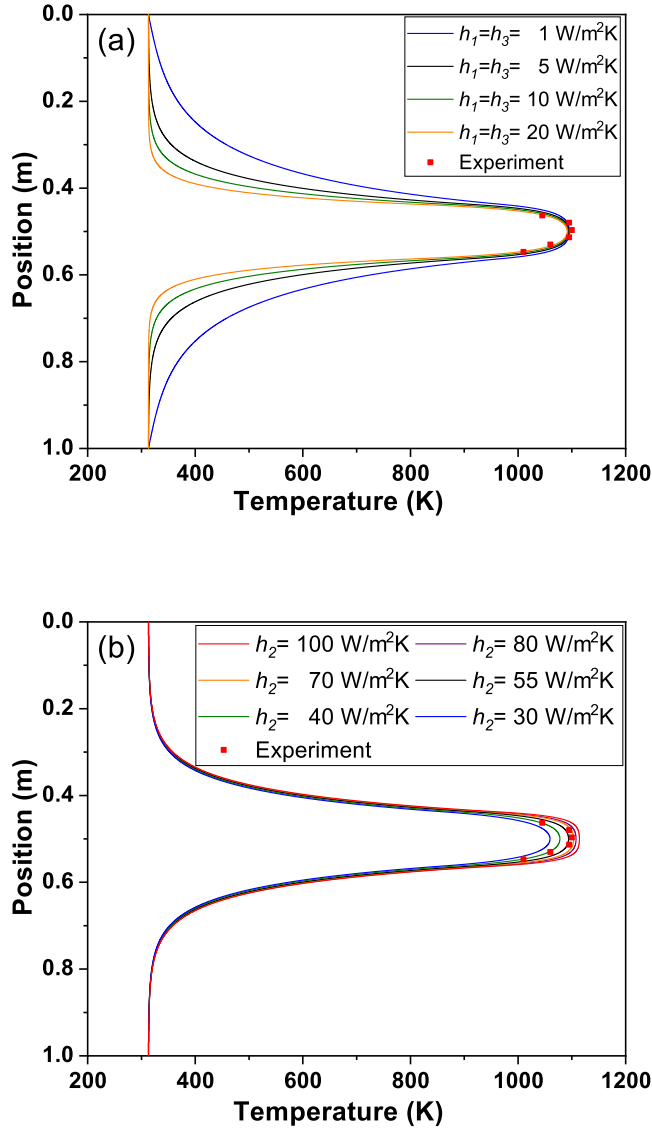 (a)
h₁=h₃= 1 W/m²K
h₁=h₃= 5 W/m²K
h₁=h₃= 10 W/m²K
h₁=h₃= 20 W/m²K
Experiment
0.0
0.2
0.4
0.6
0.8
1.0
Position (m)
200 400 600 800 1000 1200
Temperature (K)
(b)
h₂= 100 W/m²K h₂= 80 W/m²K
h₂= 70 W/m²K h₂= 55 W/m²K
h₂= 40 W/m²K h₂= 30 W/m²K
Experiment
0.0
0.2
0.4
0.6
0.8
1.0
Position (m)
200 400 600 800 1000 1200
Temperature (K)